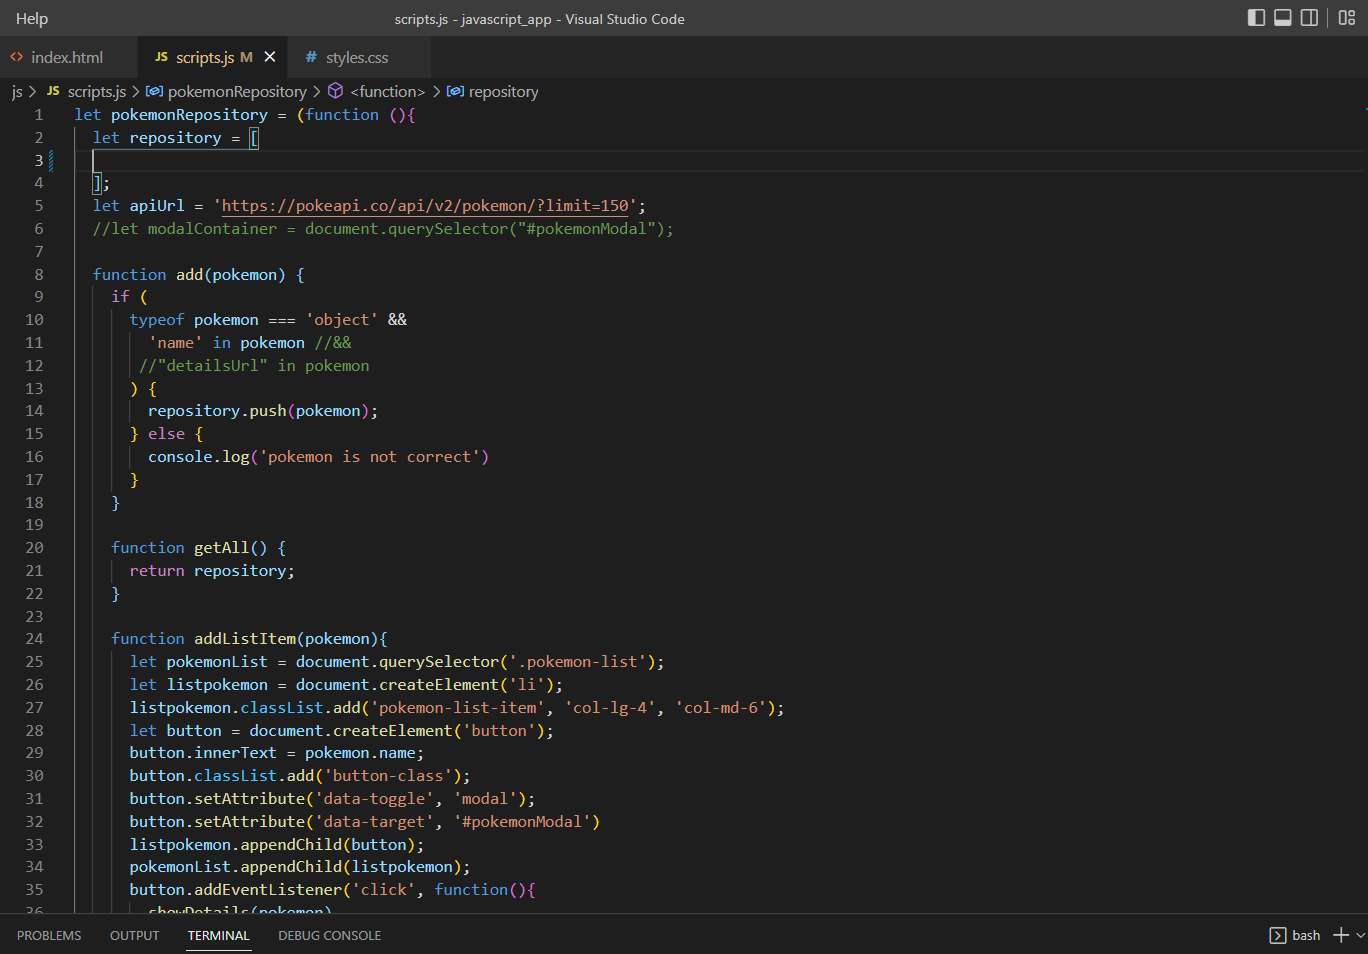 Help
scripts.js - javascript_app - Visual Studio Code
<> index.html JS scripts.js M # styles.css
js > JS scripts.js > pokemonRepository > <function> > repository
1 let pokemonRepository = (function (){
2 let repository = [
3
4 ];
5 let apiUrl = 'https://pokeapi.co/api/v2/pokemon/?limit=150';
6 //let modalContainer = document.querySelector("#pokemonModal");
7
8 function add(pokemon) {
9 if (
10 typeof pokemon === 'object' &&
11 'name' in pokemon //&&
12 //"detailsUrl" in pokemon
13 ) {
14 repository.push(pokemon);
15 } else {
16 console.log('pokemon is not correct')
17 }
18 }
19
20 function getAll() {
21 return repository;
22 }
23
24 function addListItem(pokemon){
25 let pokemonList = document.querySelector('.pokemon-list');
26 let listpokemon = document.createElement('li');
27 listpokemon.classList.add('pokemon-list-item', 'col-lg-4', 'col-md-6');
28 let button = document.createElement('button');
29 button.innerText = pokemon.name;
30 button.classList.add('button-class');
31 button.setAttribute('data-toggle', 'modal');
32 button.setAttribute('data-target', '#pokemonModal')
33 listpokemon.appendChild(button);
34 pokemonList.appendChild(listpokemon);
35 button.addEventListener('click', function(){
36 showDetails(pokemon)
PROBLEMS OUTPUT TERMINAL DEBUG CONSOLE bash